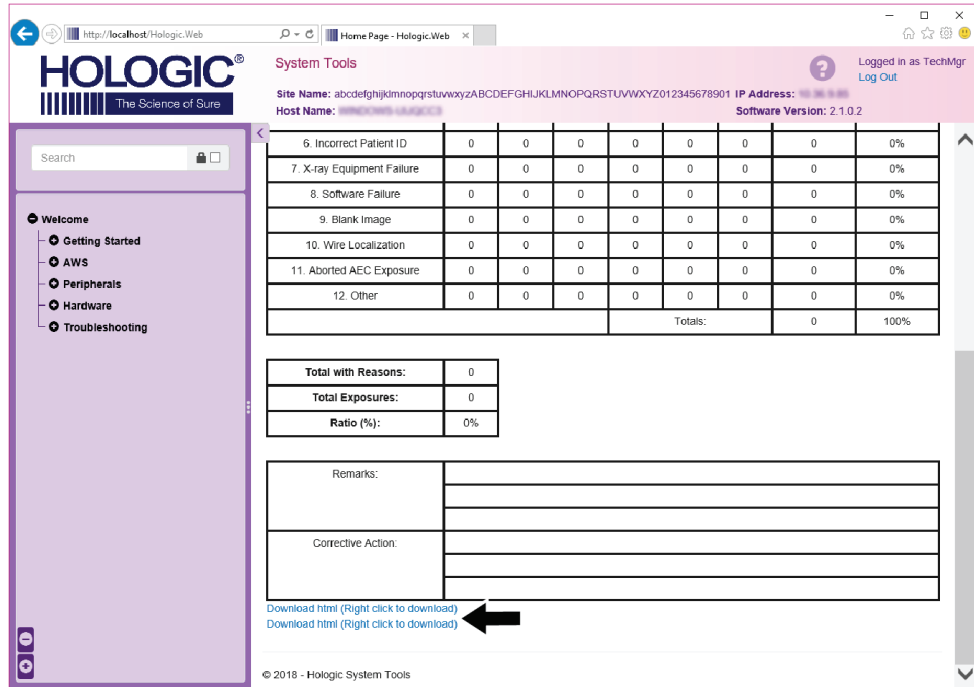 http://localhost/Hologic.Web
Home Page - Hologic.Web
HOLOGIC®
The Science of Sure
System Tools
Logged in as TechMgr
Log Out
Site Name: abcdefghijklmnopqrstuvwxyzABCDEFGHIJKLMNOPQRSTUVWXYZ012345678901 IP Address:
Host Name: Software Version: 2.1.0.2
Search
Welcome
Getting Started
AWS
Peripherals
Hardware
Troubleshooting
6. Incorrect Patient ID 0 0 0 0 0 0 0 0%
7. X-ray Equipment Failure 0 0 0 0 0 0 0 0%
8. Software Failure 0 0 0 0 0 0 0 0%
9. Blank Image 0 0 0 0 0 0 0 0%
10. Wire Localization 0 0 0 0 0 0 0 0%
11. Aborted AEC Exposure 0 0 0 0 0 0 0 0%
12. Other 0 0 0 0 0 0 0 0%
Totals: 0 100%
Total with Reasons: 0
Total Exposures: 0
Ratio (%): 0%
Remarks:
Corrective Action:
Download html (Right click to download)
Download html (Right click to download)
© 2018 - Hologic System Tools